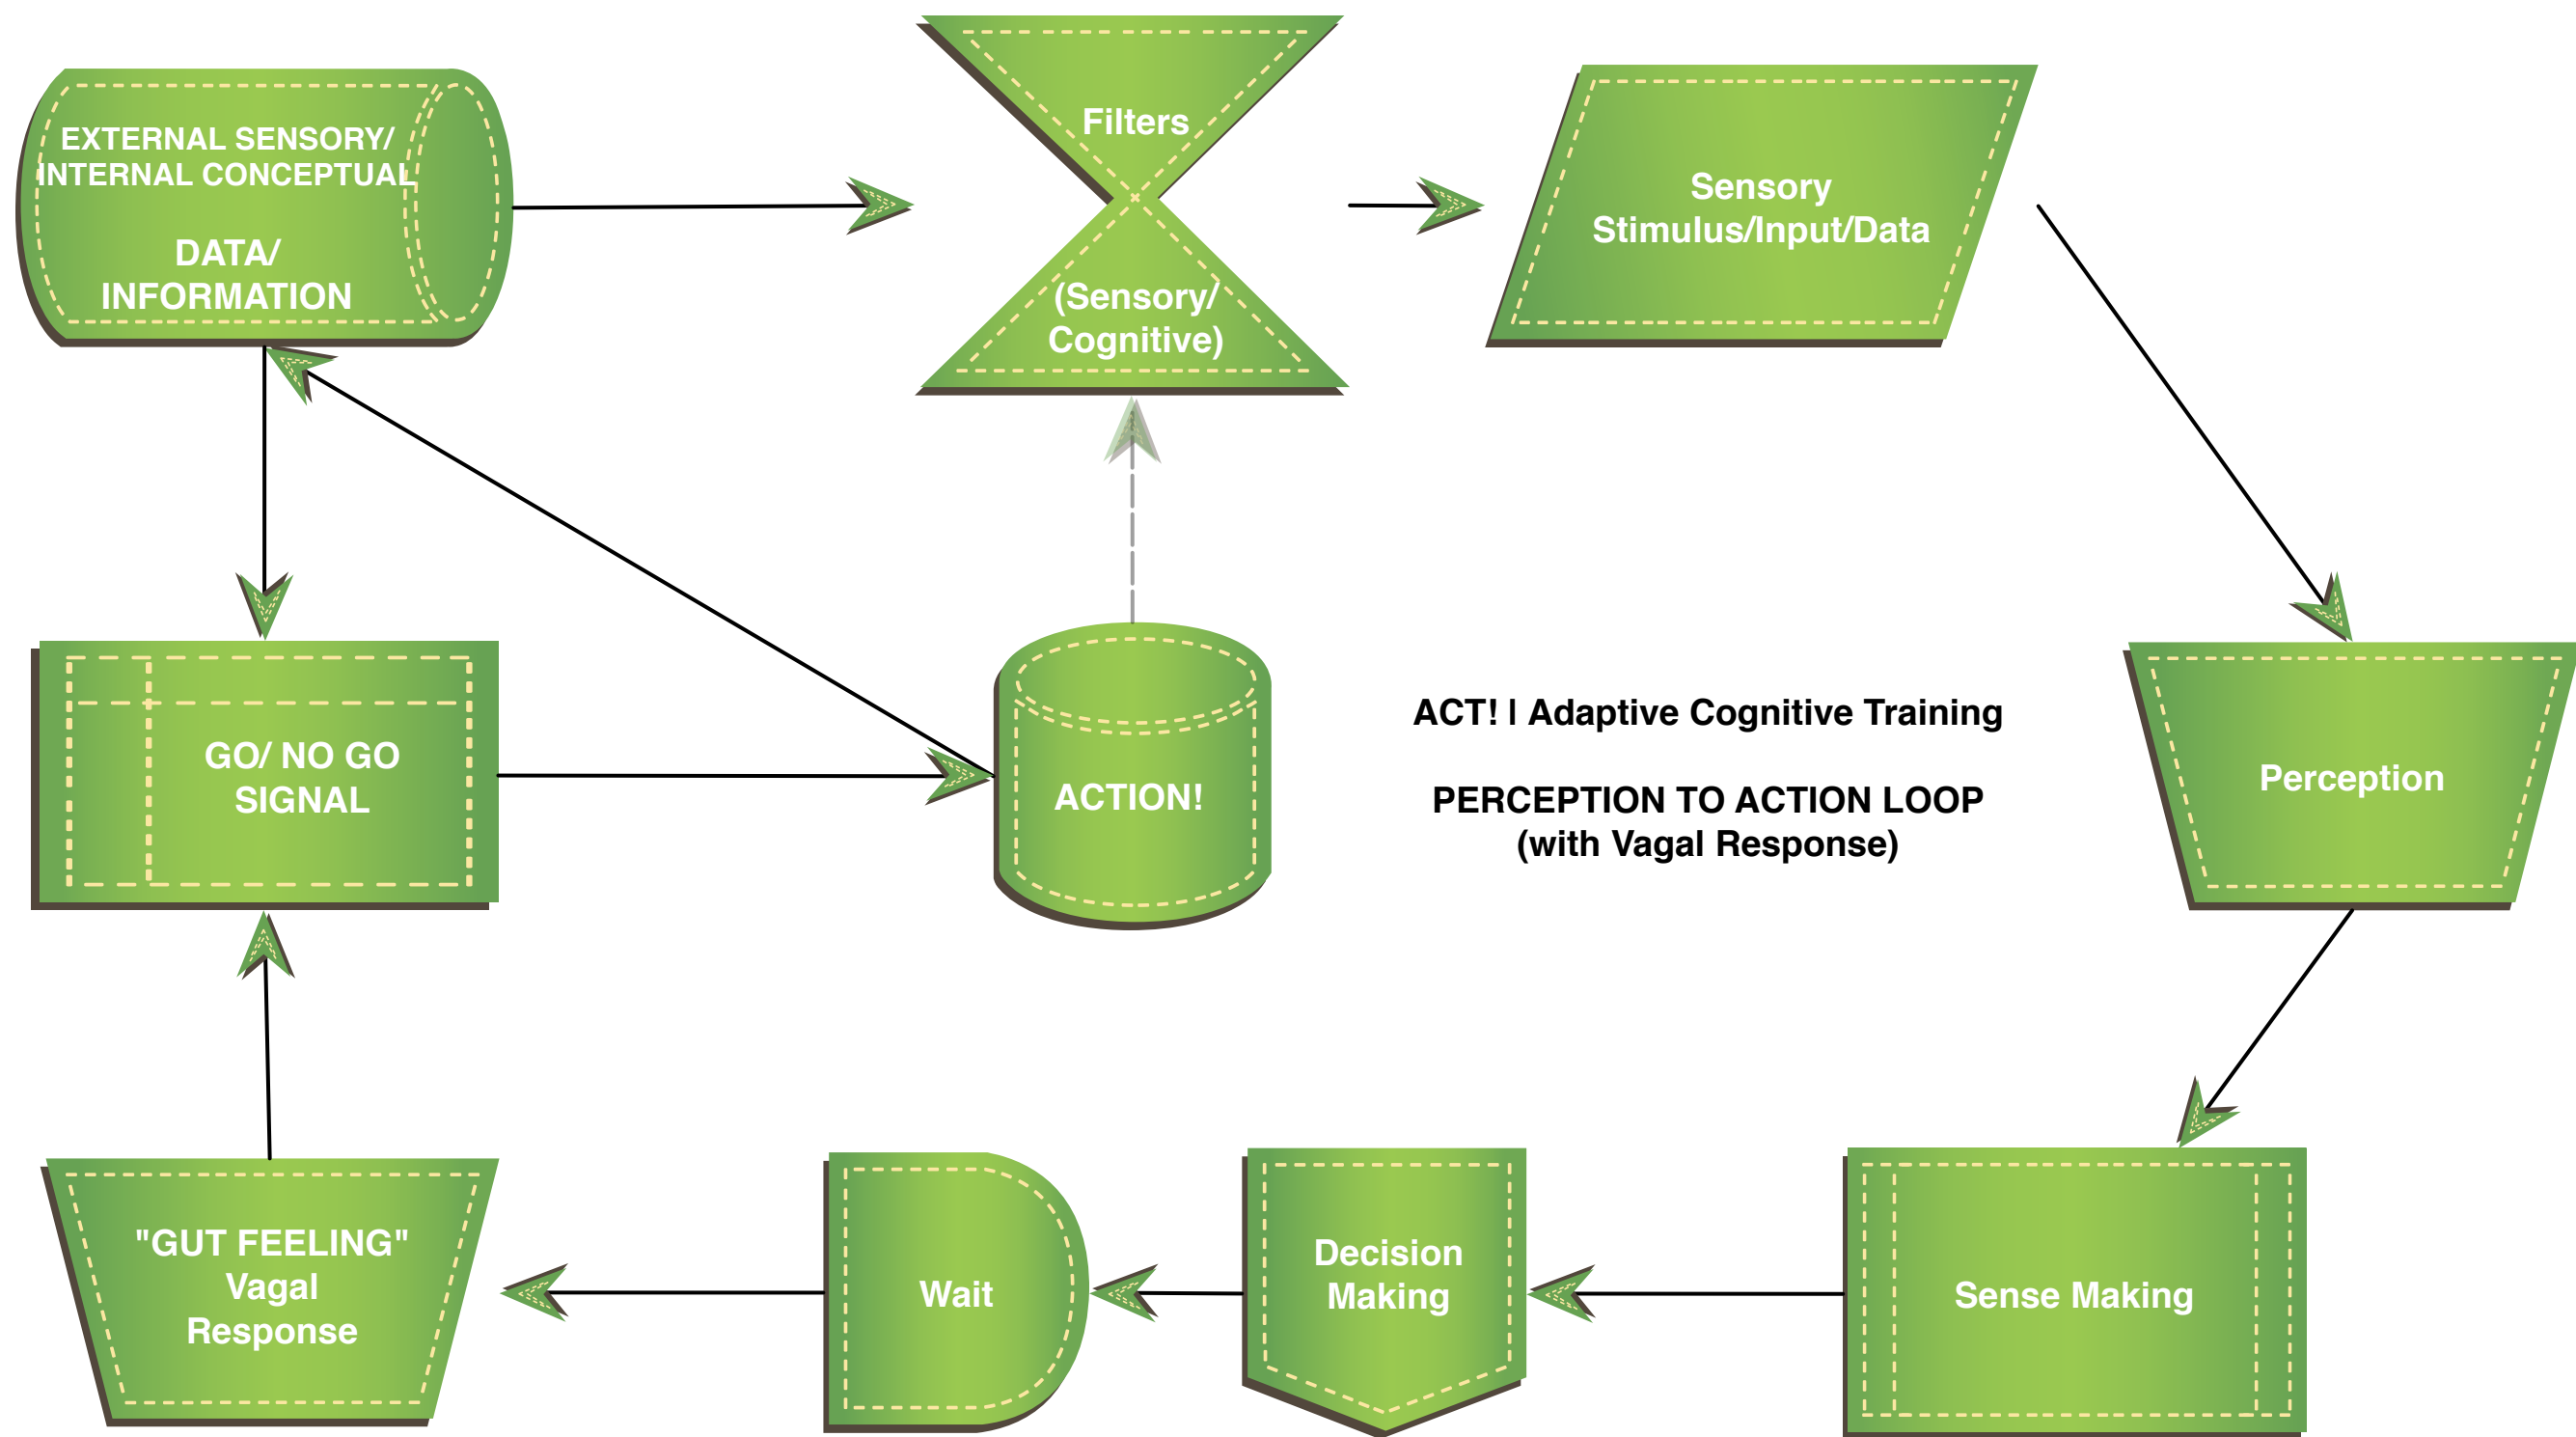 EXTERNAL SENSORY/
INTERNAL CONCEPTUAL
DATA/
INFORMATION
Filters
(Sensory/
Cognitive)
Sensory
Stimulus/Input/Data
GO/ NO GO
SIGNAL
ACTION!
ACT! | Adaptive Cognitive Training
PERCEPTION TO ACTION LOOP
(with Vagal Response)
Perception
"GUT FEELING"
Vagal
Response
Wait
Decision
Making
Sense Making